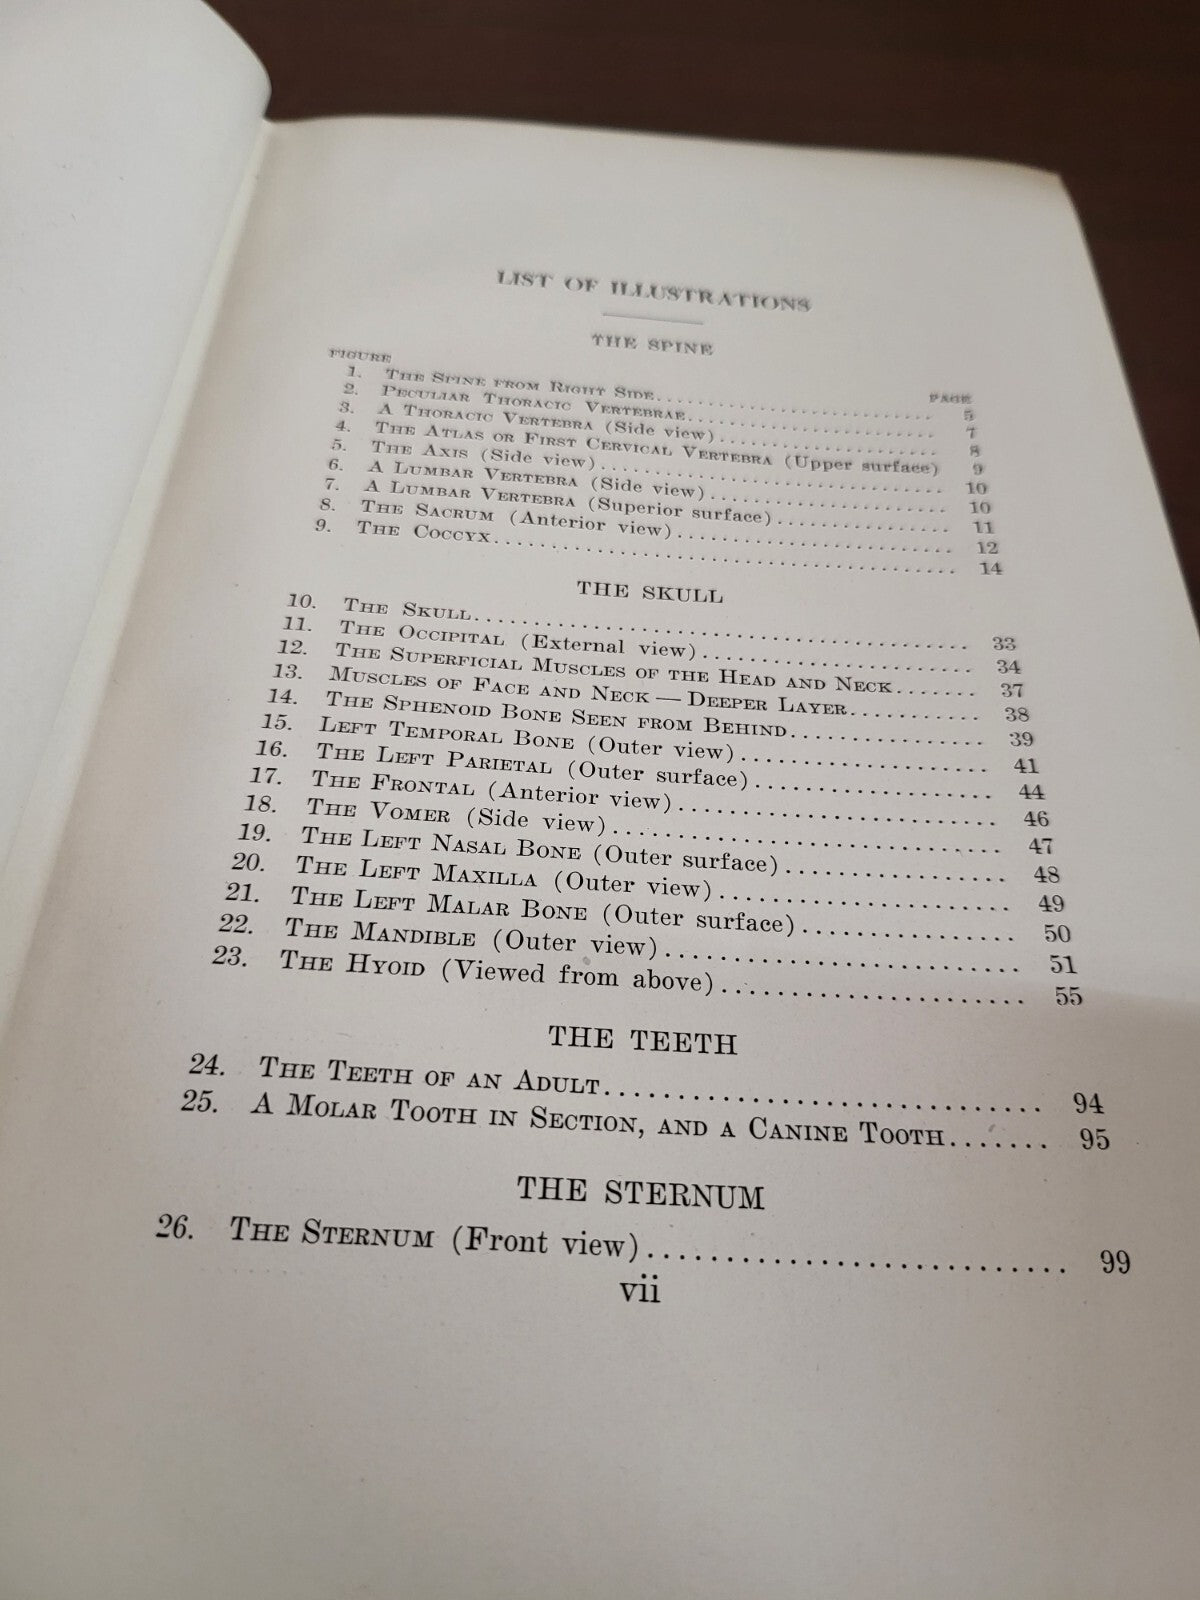 LIST OF ILLUSTRATIONS
THE SPINE
FIGURE PAGE
1. The Spine from Right Side 5
2. Peculiar Thoracic Vertebrae 7
3. A Thoracic Vertebra (Side view) 8
4. The Atlas or First Cervical Vertebra (Upper surface) 9
5. The Axis (Side view) 10
6. A Lumbar Vertebra (Side view) 10
7. A Lumbar Vertebra (Superior surface) 11
8. The Sacrum (Anterior view) 12
9. The Coccyx 14
THE SKULL
10. The Skull 33
11. The Occipital (External view) 34
12. The Superficial Muscles of the Head and Neck 37
13. Muscles of Face and Neck — Deeper Layer 38
14. The Sphenoid Bone Seen from Behind 39
15. Left Temporal Bone (Outer view) 41
16. The Left Parietal (Outer surface) 44
17. The Frontal (Anterior view) 46
18. The Vomer (Side view) 47
19. The Left Nasal Bone (Outer surface) 48
20. The Left Maxilla (Outer view) 49
21. The Left Malar Bone (Outer surface) 50
22. The Mandible (Outer view) 51
23. The Hyoid (Viewed from above) 55
THE TEETH
24. The Teeth of an Adult 94
25. A Molar Tooth in Section, and a Canine Tooth 95
THE STERNUM
26. The Sternum (Front view) 99
vii